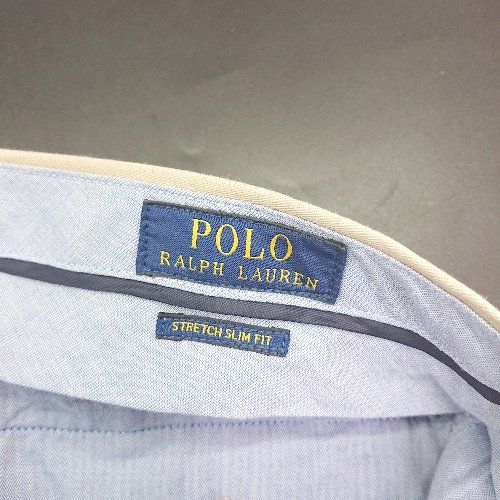 POLO
RALPH LAUREN
STRETCH SLIM FIT